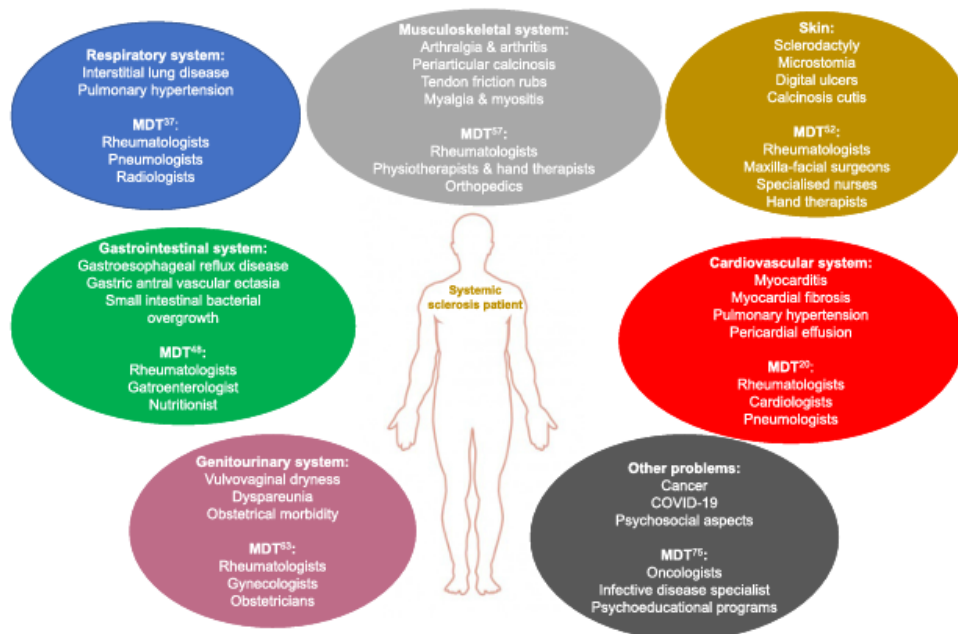 Respiratory system:
Interstitial lung disease
Pulmonary hypertension
MDT³⁷:
Rheumatologists
Pneumologists
Radiologists
Musculoskeletal system:
Arthralgia & arthritis
Periarticular calcinosis
Tendon friction rubs
Myalgia & myositis
MDT⁵⁷:
Rheumatologists
Physiotherapists & hand therapists
Orthopedics
Skin:
Sclerodactyly
Microstomia
Digital ulcers
Calcinosis cutis
MDT⁵²:
Rheumatologists
Maxilla-facial surgeons
Specialised nurses
Hand therapists
Gastrointestinal system:
Gastroesophageal reflux disease
Gastric antral vascular ectasia
Small intestinal bacterial
overgrowth
MDT⁴⁸:
Rheumatologists
Gatroenterologist
Nutritionist
Systemic
sclerosis patient
Cardiovascular system:
Myocarditis
Myocardial fibrosis
Pulmonary hypertension
Pericardial effusion
MDT²⁰:
Rheumatologists
Cardiologists
Pneumologists
Genitourinary system:
Vulvovaginal dryness
Dyspareunia
Obstetrical morbidity
MDT⁶³:
Rheumatologists
Gynecologists
Obstetricians
Other problems:
Cancer
COVID-19
Psychosocial aspects
MDT⁷⁵:
Oncologists
Infective disease specialist
Psychoeducational programs